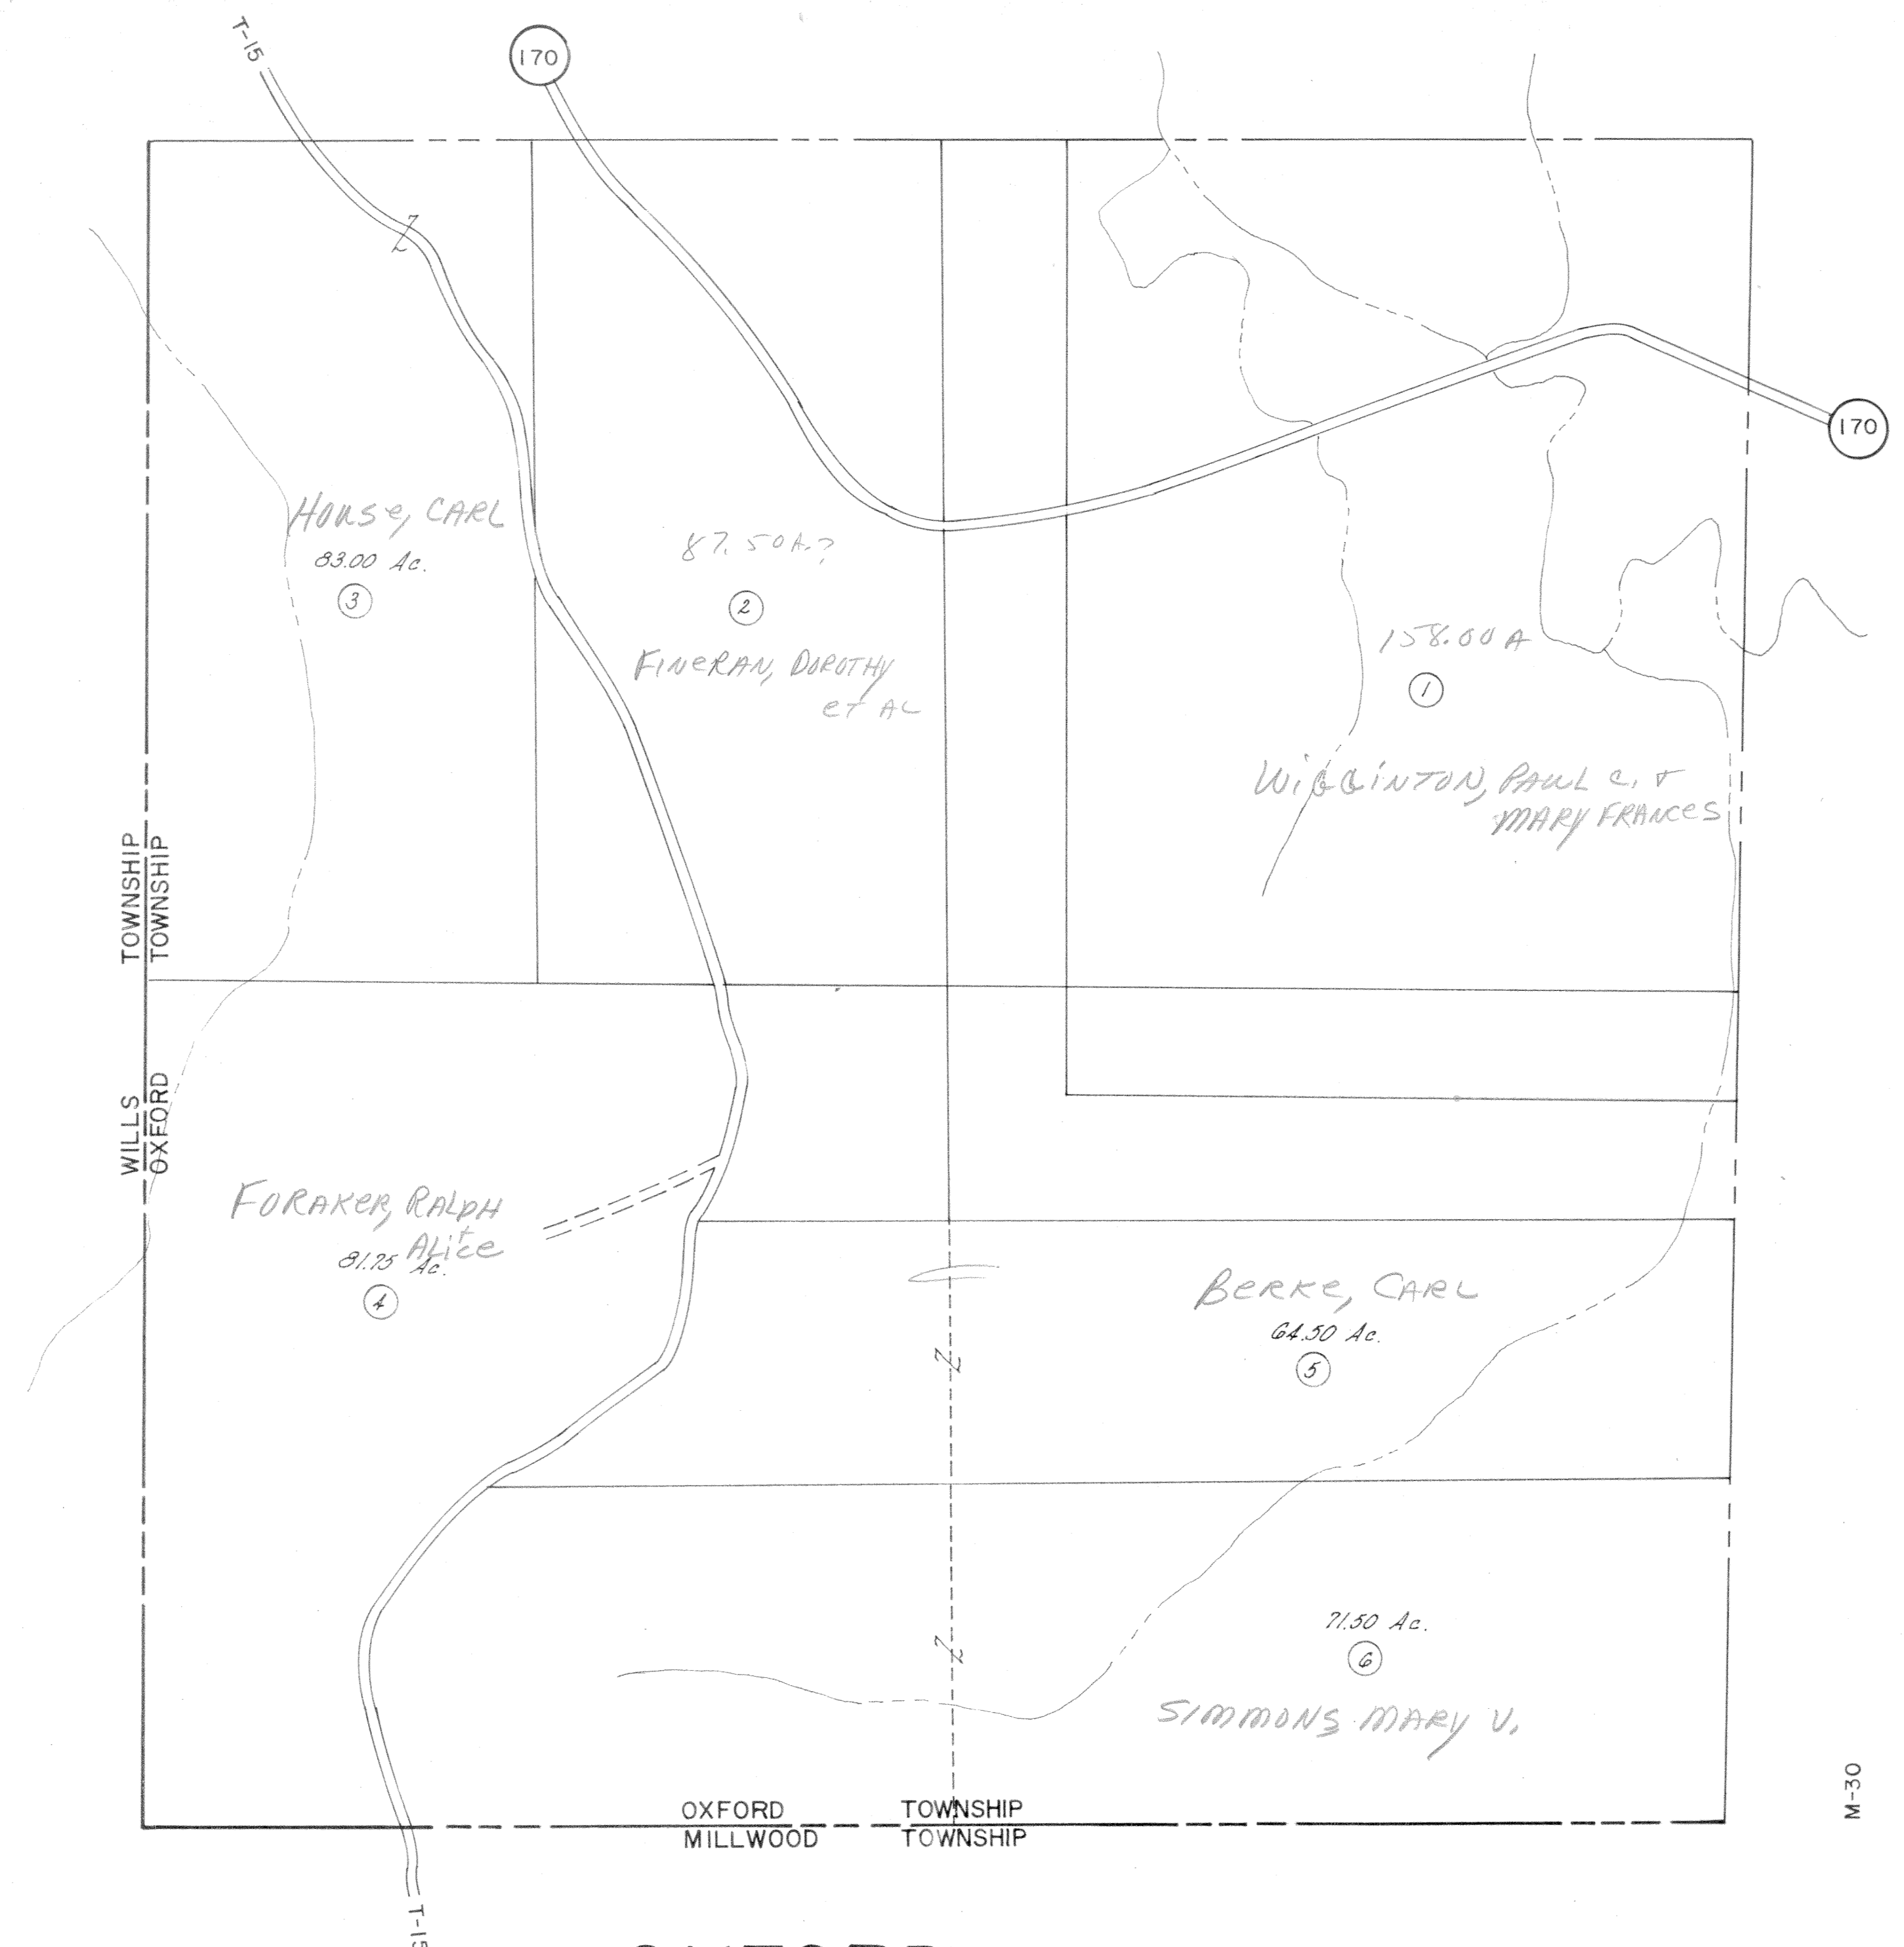 T-15
170
170
House, CARL
83.00 Ac.
3
87.50 A.?
2
FINERAN, DOROTHY
et AL
158.00 A
1
WIGGINTON, PAUL C. &
MARY FRANCES
WILLS TOWNSHIP
OXFORD TOWNSHIP
FORAKER, RALPH
+
ALice
81.75 Ac.
4
BERKE, CARL
64.50 Ac.
5
71.50 Ac.
6
SIMMONS MARY V.
OXFORD TOWNSHIP
MILLWOOD TOWNSHIP
M-30
T-15